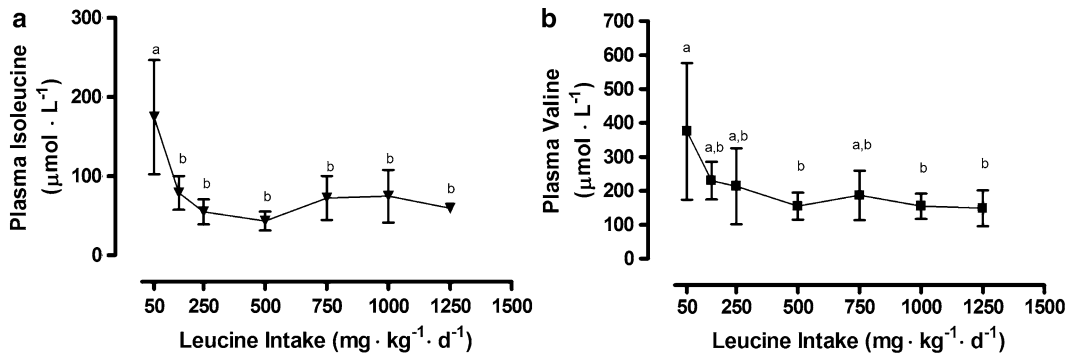 a
300
200
100
0
Plasma Isoleucine
(μmol · L⁻¹)
a
b
b
b
b
b
b
50 250 500 750 1000 1250 1500
Leucine Intake (mg · kg⁻¹ · d⁻¹)
b
700
600
500
400
300
200
100
0
Plasma Valine
(μmol · L⁻¹)
a
a,b
a,b
b
a,b
b
b
50 250 500 750 1000 1250 1500
Leucine Intake (mg · kg⁻¹ · d⁻¹)